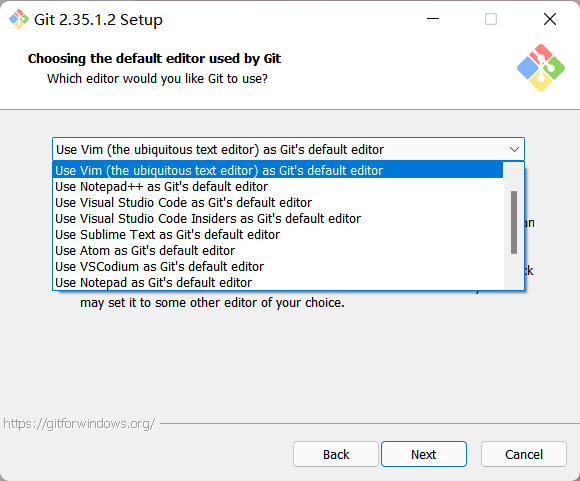 Git 2.35.1.2 Setup
Choosing the default editor used by Git
Which editor would you like Git to use?
Use Vim (the ubiquitous text editor) as Git's default editor
Use Vim (the ubiquitous text editor) as Git's default editor
Use Notepad++ as Git's default editor
Use Visual Studio Code as Git's default editor
Use Visual Studio Code Insiders as Git's default editor
Use Sublime Text as Git's default editor
Use Atom as Git's default editor
Use VSCodium as Git's default editor
Use Notepad as Git's default editor
may set it to some other editor of your choice.
https://gitforwindows.org/
Back
Next
Cancel